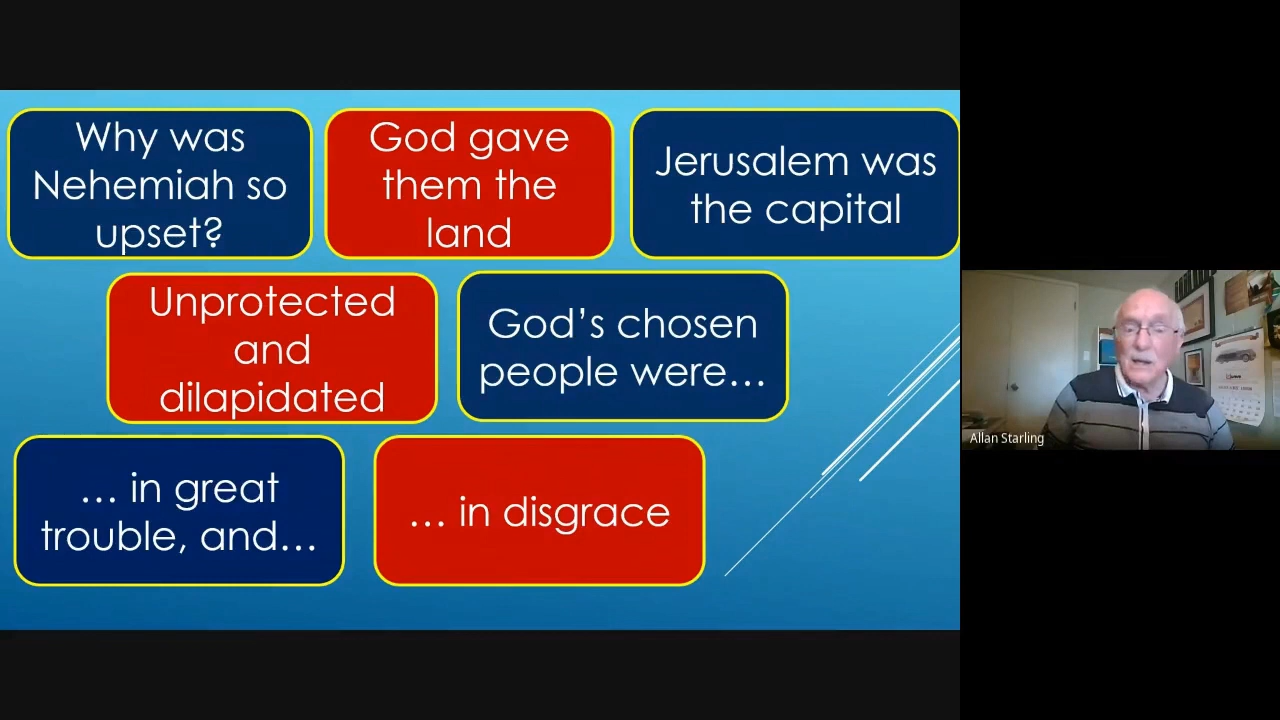 Why was
Nehemiah so
upset?
God gave
them the
land
Jerusalem was
the capital
Unprotected
and
dilapidated
God’s chosen
people were…
… in great
trouble, and…
… in disgrace
Allan Starling